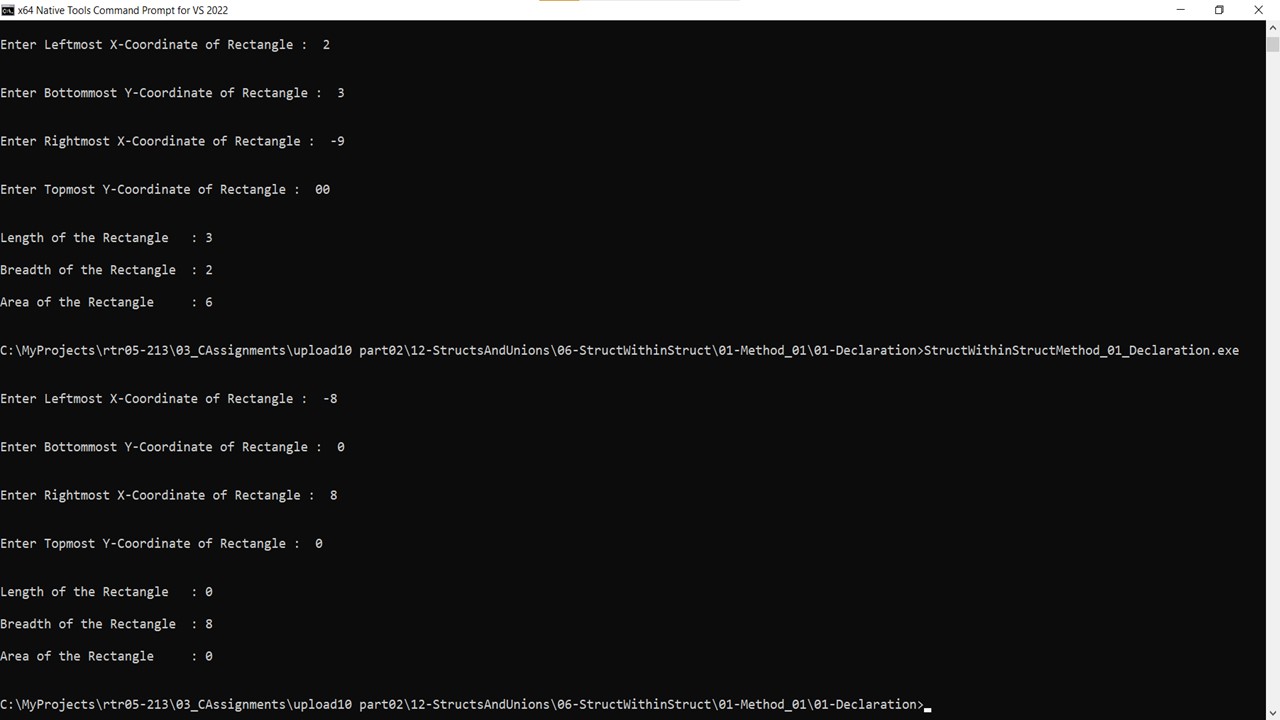 x64 Native Tools Command Prompt for VS 2022
Enter Leftmost X-Coordinate of Rectangle :  2
Enter Bottommost Y-Coordinate of Rectangle :  3
Enter Rightmost X-Coordinate of Rectangle :  -9
Enter Topmost Y-Coordinate of Rectangle :  00
Length of the Rectangle   : 3
Breadth of the Rectangle  : 2
Area of the Rectangle     : 6
C:\MyProjects\rtr05-213\03_CAssignments\upload10 part02\12-StructsAndUnions\06-StructWithinStruct\01-Method_01\01-Declaration>StructWithinStructMethod_01_Declaration.exe
Enter Leftmost X-Coordinate of Rectangle :  -8
Enter Bottommost Y-Coordinate of Rectangle :  0
Enter Rightmost X-Coordinate of Rectangle :  8
Enter Topmost Y-Coordinate of Rectangle :  0
Length of the Rectangle   : 0
Breadth of the Rectangle  : 8
Area of the Rectangle     : 0
C:\MyProjects\rtr05-213\03_CAssignments\upload10 part02\12-StructsAndUnions\06-StructWithinStruct\01-Method_01\01-Declaration>